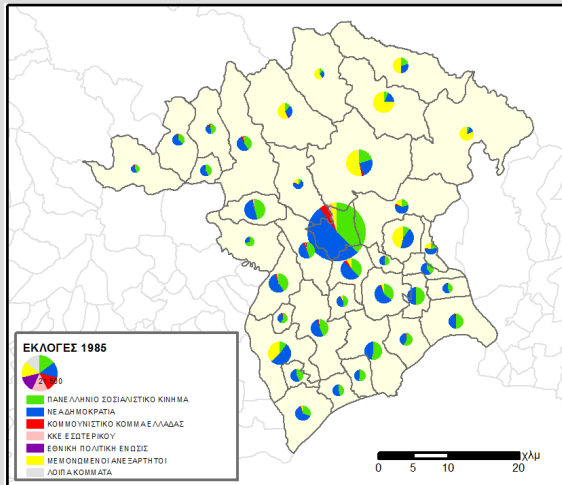 ΕΚΛΟΓΕΣ 1985
ΠΑΝΕΛΛΗΝΙΟ ΣΟΣΙΑΛΙΣΤΙΚΟ ΚΙΝΗΜΑ
ΝΕΑ ΔΗΜΟΚΡΑΤΙΑ
ΚΟΜΜΟΥΝΙΣΤΙΚΟ ΚΟΜΜΑ ΕΛΛΑΔΑΣ
ΚΚΕ ΕΣΩΤΕΡΙΚΟΥ
ΕΘΝΙΚΗ ΠΟΛΙΤΙΚΗ ΕΝΩΣΙΣ
ΜΕΜΟΝΩΜΕΝΟΙ ΑΝΕΞΑΡΤΗΤΟΙ
ΛΟΙΠΑ ΚΟΜΜΑΤΑ
χλμ
0 5 10 20